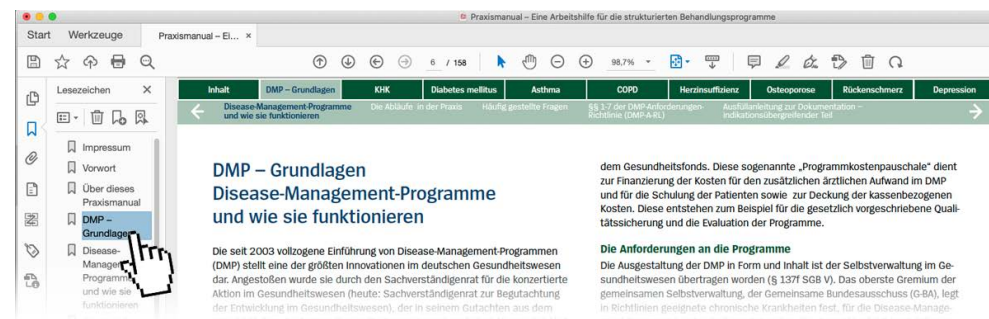 Praxismanual – Eine Arbeitshilfe für die strukturierten Behandlungsprogramme
Start Werkzeuge Praxismanual – Ei... ×
6 / 158 98,7%
Lesezeichen ×
Impressum
Vorwort
Über dieses
Praxismanual
DMP –
Grundlagen
Disease-
Management-
Programme
und wie sie
funktionieren
Inhalt DMP – Grundlagen KHK Diabetes mellitus Asthma COPD Herzinsuffizienz Osteoporose Rückenschmerz Depression
Disease-Management-Programme Die Abläufe in der Praxis Häufig gestellte Fragen §§ 1-7 der DMP-Anforderungen- Ausfüllanleitung zur Dokumentation –
und wie sie funktionieren Richtlinie (DMP-A-RL) Indikationsübergreifender Teil
DMP – Grundlagen
Disease-Management-Programme
und wie sie funktionieren
Die seit 2003 vollzogene Einführung von Disease-Management-Programmen
(DMP) stellt eine der größten Innovationen im deutschen Gesundheitswesen
dar. Angestoßen wurde sie durch den Sachverständigenrat für die konzertierte
Aktion im Gesundheitswesen (heute: Sachverständigenrat zur Begutachtung
der Entwicklung im Gesundheitswesen), der in seinem Gutachten aus dem
dem Gesundheitsfonds. Diese sogenannte „Programmkostenpauschale“ dient
zur Finanzierung der Kosten für den zusätzlichen ärztlichen Aufwand im DMP
und für die Schulung der Patienten sowie zur Deckung der kassenbezogenen
Kosten. Diese entstehen zum Beispiel für die gesetzlich vorgeschriebene Quali-
tätssicherung und die Evaluation der Programme.
Die Anforderungen an die Programme
Die Ausgestaltung der DMP in Form und Inhalt ist der Selbstverwaltung im Ge-
sundheitswesen übertragen worden (§ 137f SGB V). Das oberste Gremium der
gemeinsamen Selbstverwaltung, der Gemeinsame Bundesausschuss (G-BA), legt
in Richtlinien geeignete chronische Krankheiten fest, für die Disease-Manage-